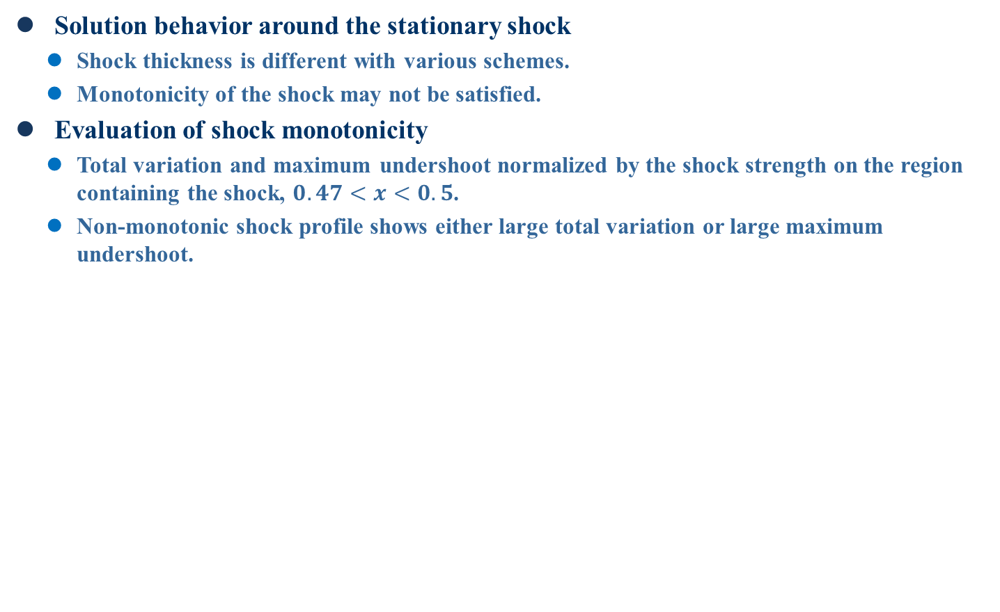 ● Solution behavior around the stationary shock
● Shock thickness is different with various schemes.
● Monotonicity of the shock may not be satisfied.
● Evaluation of shock monotonicity
● Total variation and maximum undershoot normalized by the shock strength on the region
containing the shock, 0.47 < x < 0.5.
● Non-monotonic shock profile shows either large total variation or large maximum
undershoot.